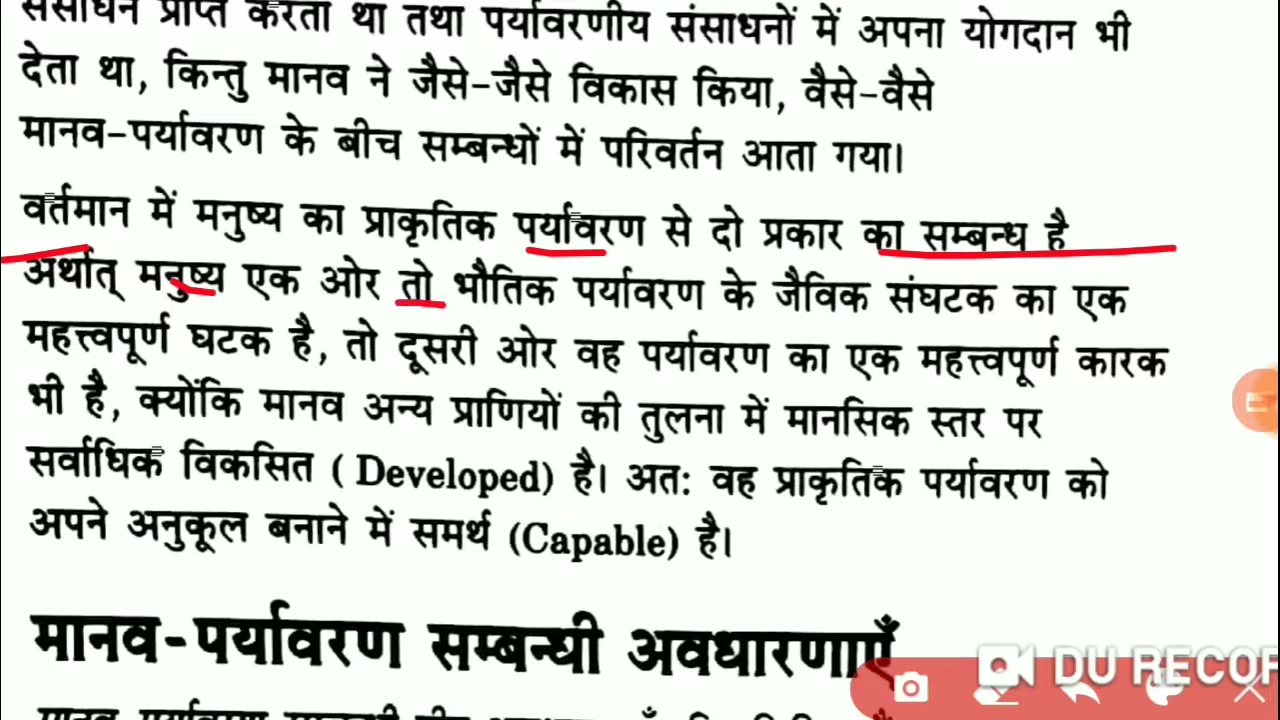 संसाधन प्राप्त करता था तथा पर्यावरणीय संसाधनों में अपना योगदान भी
देता था, किन्तु मानव ने जैसे-जैसे विकास किया, वैसे-वैसे
मानव-पर्यावरण के बीच सम्बन्धों में परिवर्तन आता गया।
वर्तमान में मनुष्य का प्राकृतिक पर्यावरण से दो प्रकार का सम्बन्ध है
अर्थात् मनुष्य एक ओर तो भौतिक पर्यावरण के जैविक संघटक का एक
महत्त्वपूर्ण घटक है, तो दूसरी ओर वह पर्यावरण का एक महत्त्वपूर्ण कारक
भी है, क्योंकि मानव अन्य प्राणियों की तुलना में मानसिक स्तर पर
सर्वाधिक विकसित ( Developed) है। अतः वह प्राकृतिक पर्यावरण को
अपने अनुकूल बनाने में समर्थ (Capable) है।
मानव-पर्यावरण सम्बन्धी अवधारणाएँ
DU RECOR